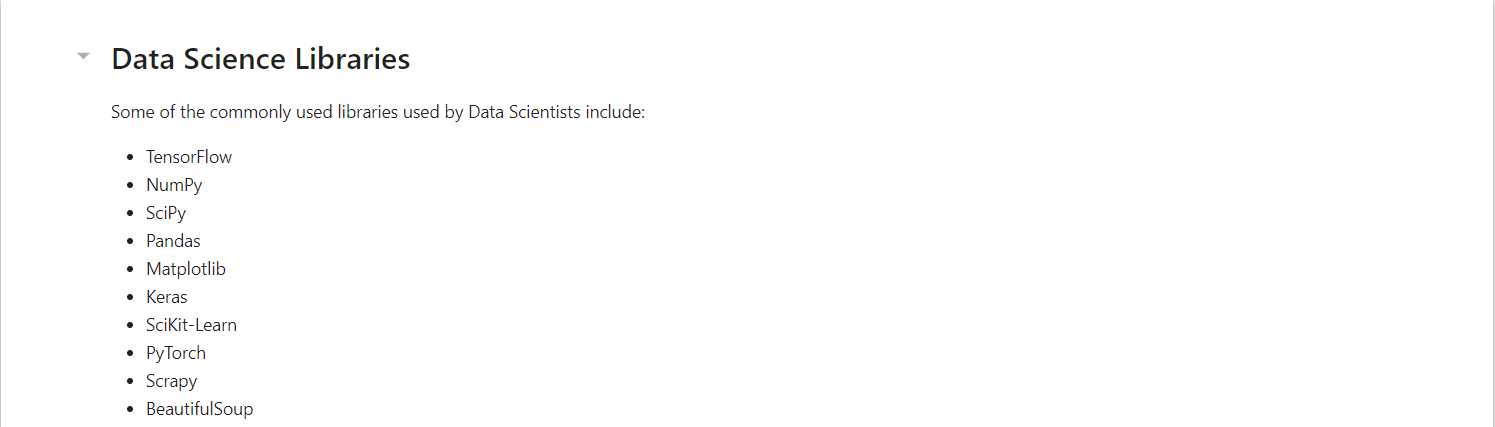 Data Science Libraries
Some of the commonly used libraries used by Data Scientists include:
• TensorFlow
• NumPy
• SciPy
• Pandas
• Matplotlib
• Keras
• SciKit-Learn
• PyTorch
• Scrapy
• BeautifulSoup